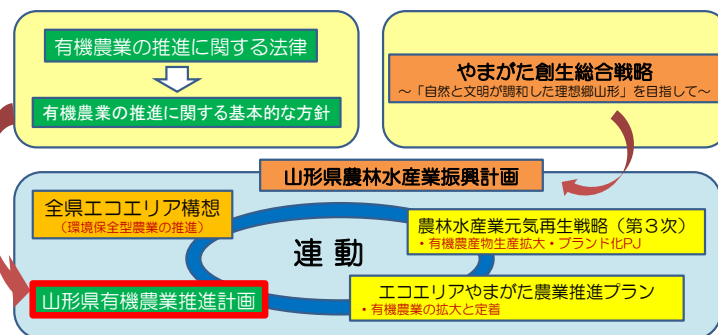 有機農業の推進に関する法律
有機農業の推進に関する基本的な方針
やまがた創生総合戦略
～「自然と文明が調和した理想郷山形」を目指して～
山形県農林水産業振興計画
全県エコエリア構想
（環境保全型農業の推進）
農林水産業元気再生戦略（第３次）
・有機農産物生産拡大・ブランド化PJ
連 動
山形県有機農業推進計画
エコエリアやまがた農業推進プラン
・有機農業の拡大と定着